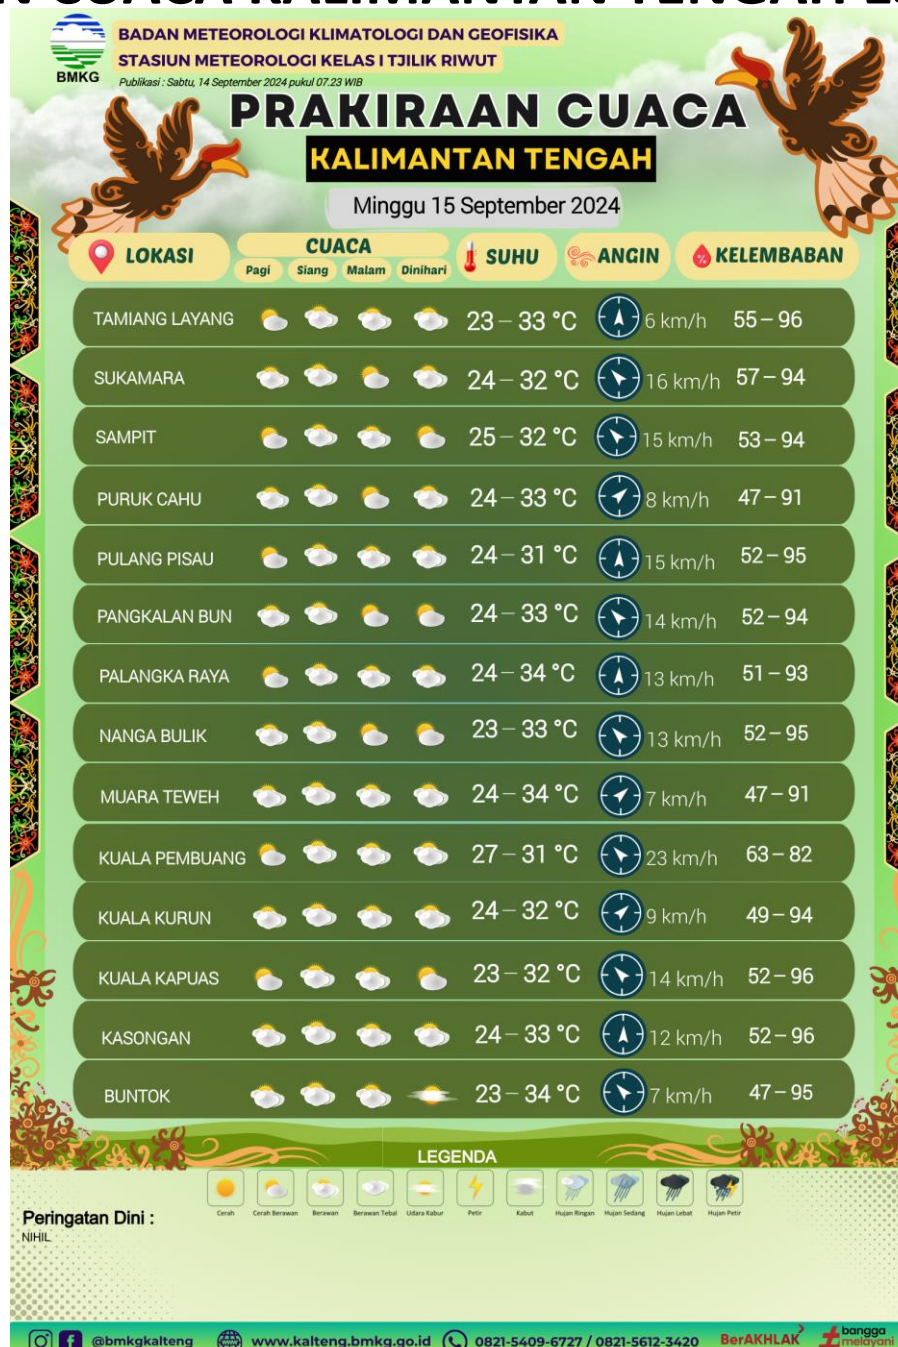 N CUACA KALIMANTAN TENGAH
BMKG
BADAN METEOROLOGI KLIMATOLOGI DAN GEOFISIKA
STASIUN METEOROLOGI KELAS I TJILIK RIWUT
Publikasi : Sabtu, 14 September 2024 pukul 07.23 WIB
PRAKIRAAN CUACA
KALIMANTAN TENGAH
Minggu 15 September 2024
LOKASI CUACA SUHU ANGIN % KELEMBABAN
Pagi Siang Malam Dinihari
TAMIANG LAYANG 23 – 33 °C 6 km/h 55 – 96
SUKAMARA 24 – 32 °C 16 km/h 57 – 94
SAMPIT 25 – 32 °C 15 km/h 53 – 94
PURUK CAHU 24 – 33 °C 8 km/h 47 – 91
PULANG PISAU 24 – 31 °C 15 km/h 52 – 95
PANGKALAN BUN 24 – 33 °C 14 km/h 52 – 94
PALANGKA RAYA 24 – 34 °C 13 km/h 51 – 93
NANGA BULIK 23 – 33 °C 13 km/h 52 – 95
MUARA TEWEH 24 – 34 °C 7 km/h 47 – 91
KUALA PEMBUANG 27 – 31 °C 23 km/h 63 – 82
KUALA KURUN 24 – 32 °C 9 km/h 49 – 94
KUALA KAPUAS 23 – 32 °C 14 km/h 52 – 96
KASONGAN 24 – 33 °C 12 km/h 52 – 96
BUNTOK 23 – 34 °C 7 km/h 47 – 95
LEGENDA
Cerah Cerah Berawan Berawan Berawan Tebal Udara Kabur Petir Kabut Hujan Ringan Hujan Sedang Hujan Lebat Hujan Petir
Peringatan Dini :
NIHIL
@bmkgkalteng www.kalteng.bmkg.go.id 0821-5409-6727 / 0821-5612-3420 BerAKHLAK bangga
melayani